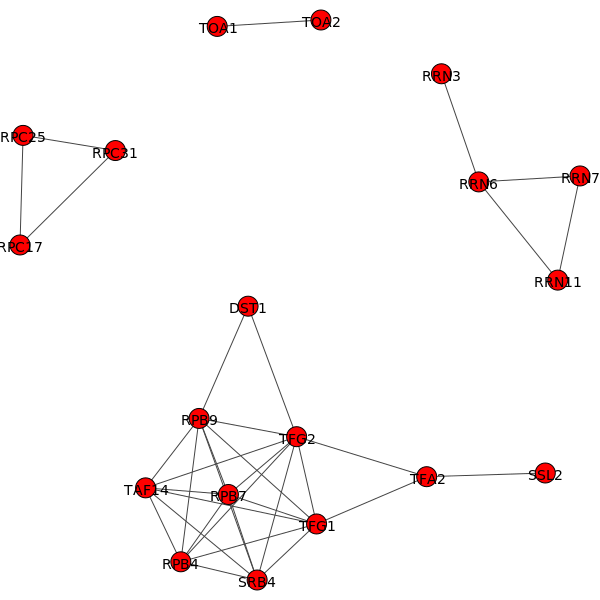 TOA1
TOA2
RRN3
RPC25
RPC31
RRN6
RRN7
RPC17
RRN11
DST1
RPB9
TFG2
TFA2
SSL2
TAF14
RPB7
TFG1
RPB4
SRB4